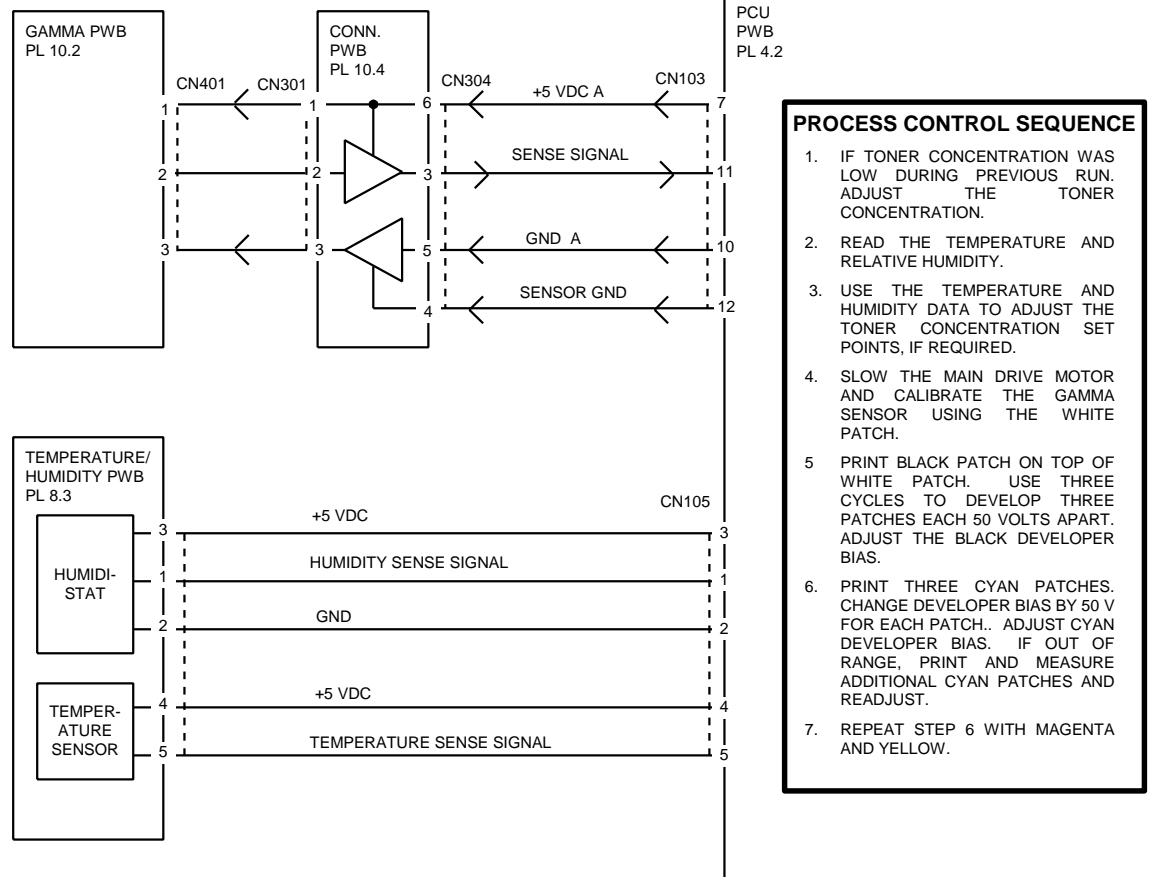 GAMMA PWB
PL 10.2
CONN.
PWB
PL 10.4
PCU
PWB
PL 4.2
CN401
CN301
CN304
CN103
1
1
6
+5 VDC A
7
2
2
3
SENSE SIGNAL
11
3
3
5
GND A
10
4
SENSOR GND
12
TEMPERATURE/
HUMIDITY PWB
PL 8.3
CN105
HUMIDI-
STAT
3
+5 VDC
3
1
HUMIDITY SENSE SIGNAL
1
2
GND
2
TEMPER-
ATURE
SENSOR
4
+5 VDC
4
5
TEMPERATURE SENSE SIGNAL
5
PROCESS CONTROL SEQUENCE
1. IF TONER CONCENTRATION WAS
LOW DURING PREVIOUS RUN.
ADJUST THE TONER
CONCENTRATION.
2. READ THE TEMPERATURE AND
RELATIVE HUMIDITY.
3. USE THE TEMPERATURE AND
HUMIDITY DATA TO ADJUST THE
TONER CONCENTRATION SET
POINTS, IF REQUIRED.
4. SLOW THE MAIN DRIVE MOTOR
AND CALIBRATE THE GAMMA
SENSOR USING THE WHITE
PATCH.
5 PRINT BLACK PATCH ON TOP OF
WHITE PATCH. USE THREE
CYCLES TO DEVELOP THREE
PATCHES EACH 50 VOLTS APART.
ADJUST THE BLACK DEVELOPER
BIAS.
6. PRINT THREE CYAN PATCHES.
CHANGE DEVELOPER BIAS BY 50 V
FOR EACH PATCH.. ADJUST CYAN
DEVELOPER BIAS. IF OUT OF
RANGE, PRINT AND MEASURE
ADDITIONAL CYAN PATCHES AND
READJUST.
7. REPEAT STEP 6 WITH MAGENTA
AND YELLOW.